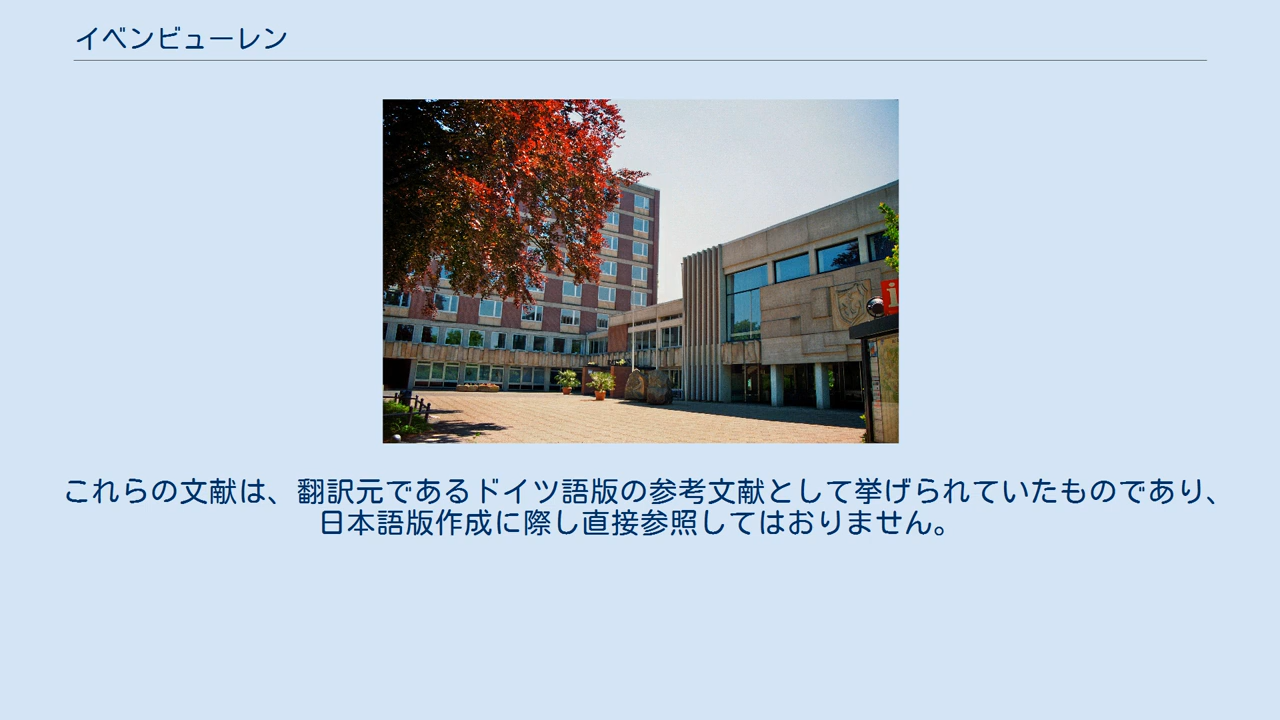 イベンビューレン
i
これらの文献は、翻訳元であるドイツ語版の参考文献として挙げられていたものであり、
日本語版作成に際し直接参照してはおりません。